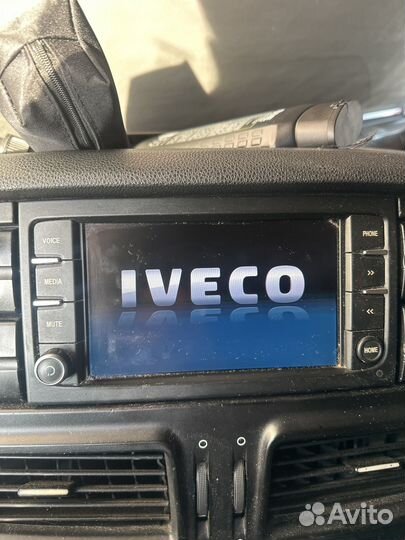 VOICE
PHONE
MEDIA
>>
IVECO
MUTE
<<
HOME
Avito